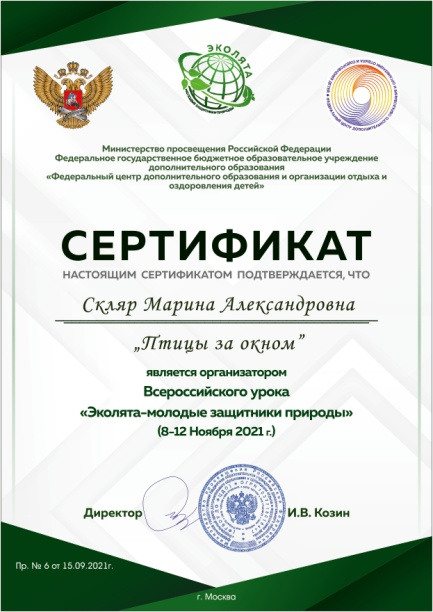 ЭКОЛЯТА
Министерство просвещения Российской Федерации
Федеральное государственное бюджетное образовательное учреждение
дополнительного образования
«Федеральный центр дополнительного образования и организации отдыха и
оздоровления детей»
СЕРТИФИКАТ
НАСТОЯЩИМ СЕРТИФИКАТОМ ПОДТВЕРЖДАЕТСЯ, ЧТО
Скляр Марина Александровна
„Птицы за окном”
является организатором
Всероссийского урока
«Эколята-молодые защитники природы»
(8-12 Ноября 2021 г.)
Директор И.В. Козин
Пр. № 6 от 15.09.2021г.
г. Москва